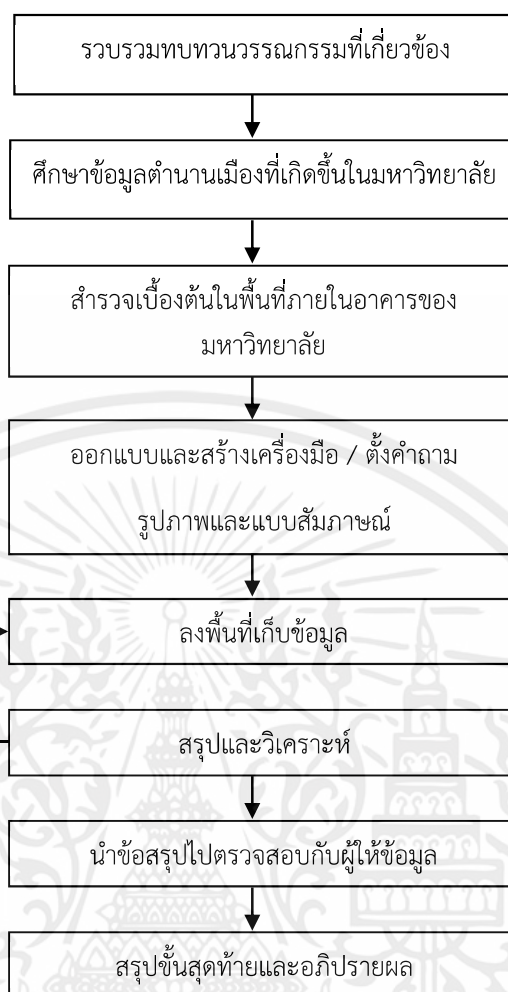 รวบรวมทบทวนวรรณกรรมที่เกี่ยวข้อง
ศึกษาข้อมูลตำนานเมืองที่เกิดขึ้นในมหาวิทยาลัย
สำรวจเบื้องต้นในพื้นที่ภายในอาคารของ
มหาวิทยาลัย
ออกแบบและสร้างเครื่องมือ / ตั้งคำถาม
รูปภาพและแบบสัมภาษณ์
ลงพื้นที่เก็บข้อมูล
สรุปและวิเคราะห์
นำข้อสรุปไปตรวจสอบกับผู้ให้ข้อมูล
สรุปขั้นสุดท้ายและอภิปรายผล